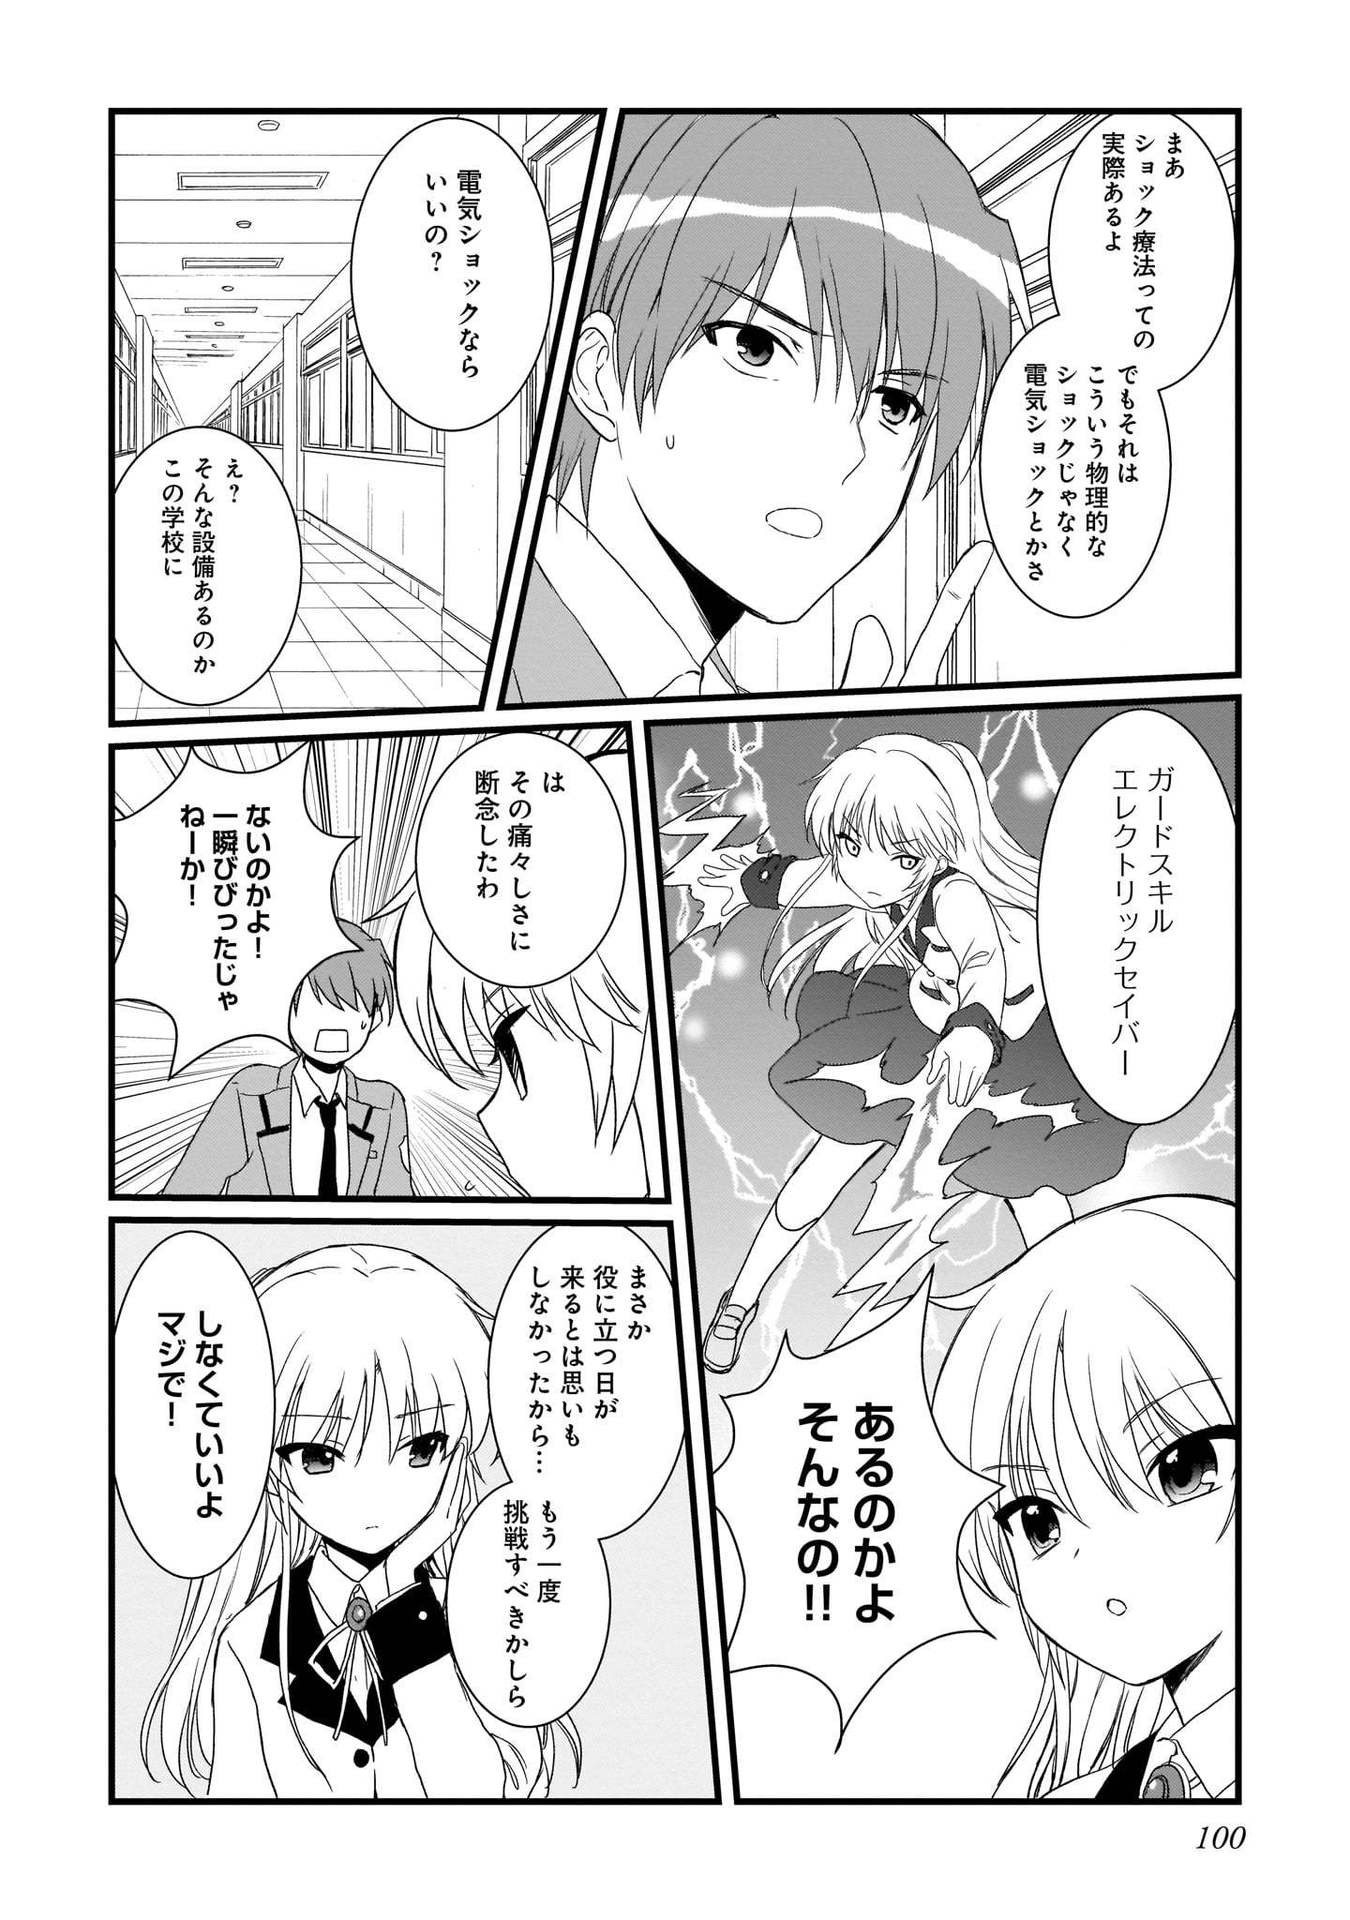 まあ
ショック療法っての
実際あるよ
でもそれは
こういう物理的な
ショックじゃなく
電気ショックとかさ
電気ショックなら
いいの？
え？
そんな設備あるのか
この学校に
ガードスキル
エレクトリックセイバー
あるのかよ
そんなの!!
は
その痛々しさに
断念したわ
ないのかよ！
一瞬びびったじゃ
ねーか！
まさか
役に立つ日が
来るとは思いも
しなかったから…
もう一度
挑戦すべきかしら
しなくていいよ
マジで！
100